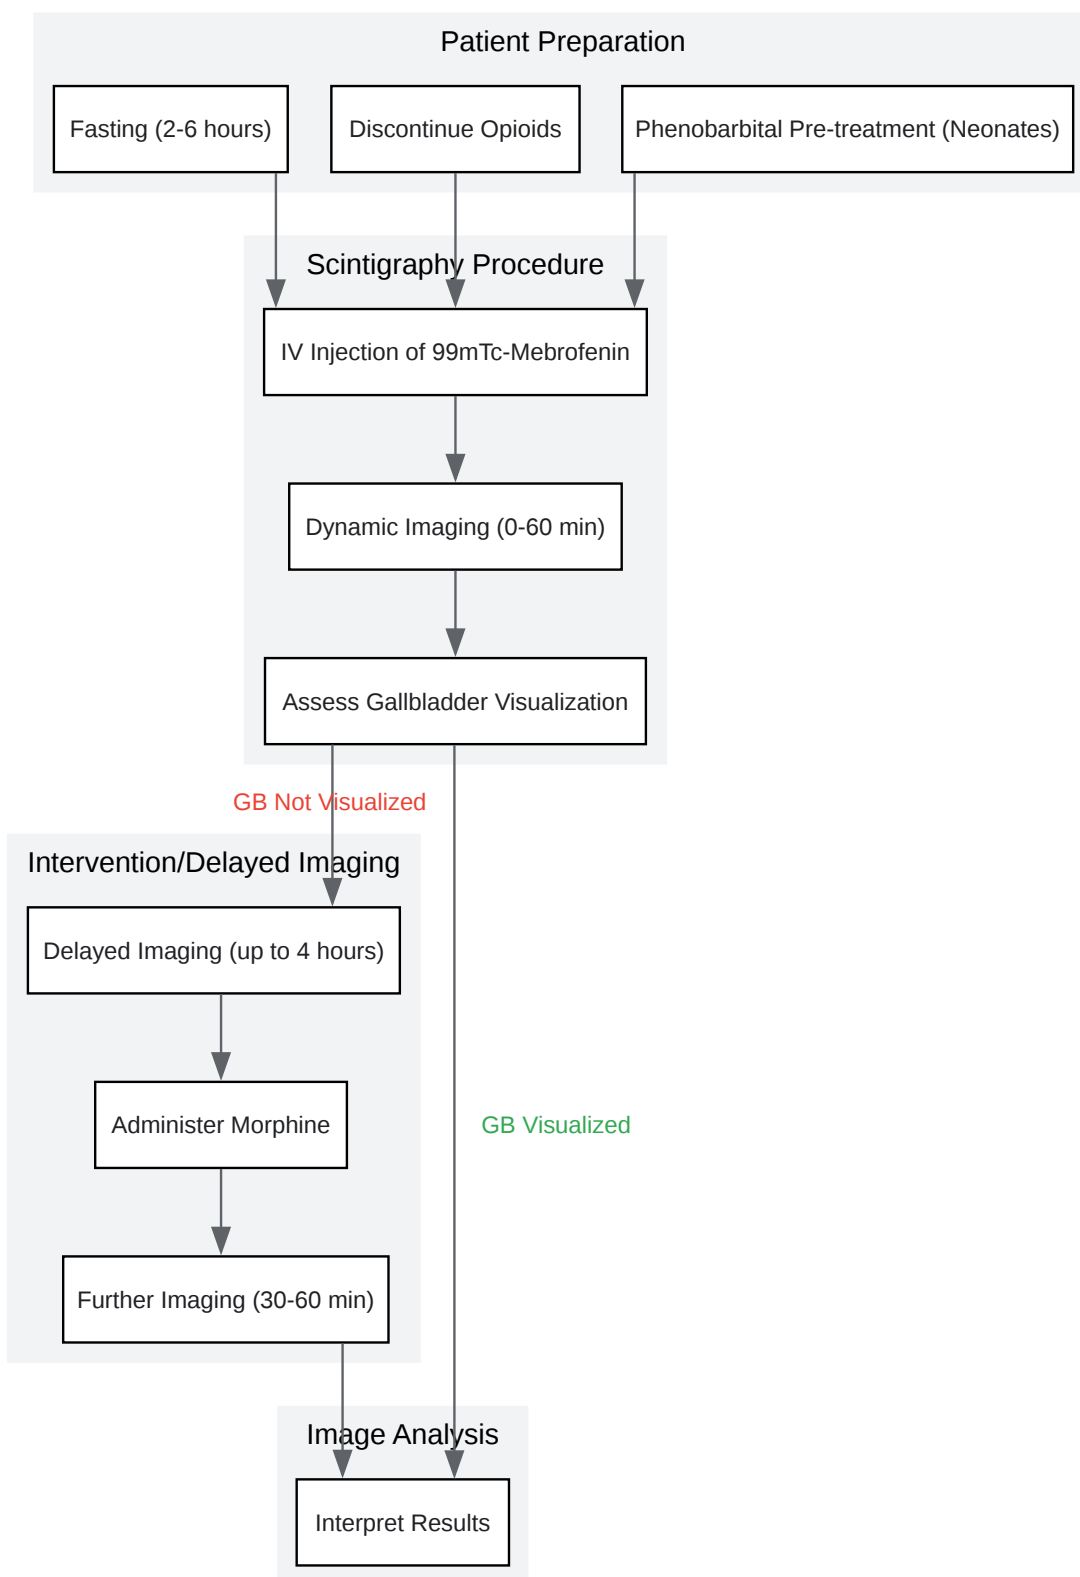 Patient Preparation
Fasting (2-6 hours)
Discontinue Opioids
Phenobarbital Pre-treatment (Neonates)
Scintigraphy Procedure
IV Injection of 99mTc-Mebrofenin
Dynamic Imaging (0-60 min)
Assess Gallbladder Visualization
GB Not Visualized
Intervention/Delayed Imaging
Delayed Imaging (up to 4 hours)
Administer Morphine
GB Visualized
Further Imaging (30-60 min)
Image Analysis
Interpret Results